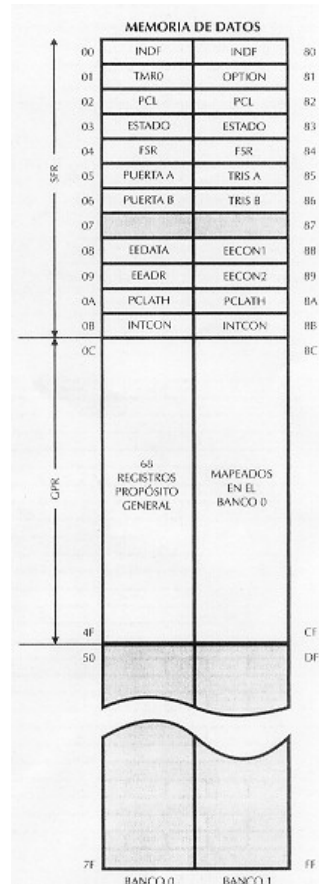 MEMORIA DE DATOS
00 INDF INDF 80
01 TMR0 OPTION 81
02 PCL PCL 82
03 ESTADO ESTADO 83
04 FSR FSR 84
05 PUERTA A TRIS A 85
06 PUERTA B TRIS B 86
07 87
08 EEDATA EECON1 88
09 EEADR EECON2 89
0A PCLATH PCLATH 8A
0B INTCON INTCON 8B
0C 8C
SFR
GPR
68
REGISTROS
PROPÓSITO
GENERAL
MAPEADOS
EN EL
BANCO 0
4F CF
50 DF
7F FF
BANCO 0 BANCO 1